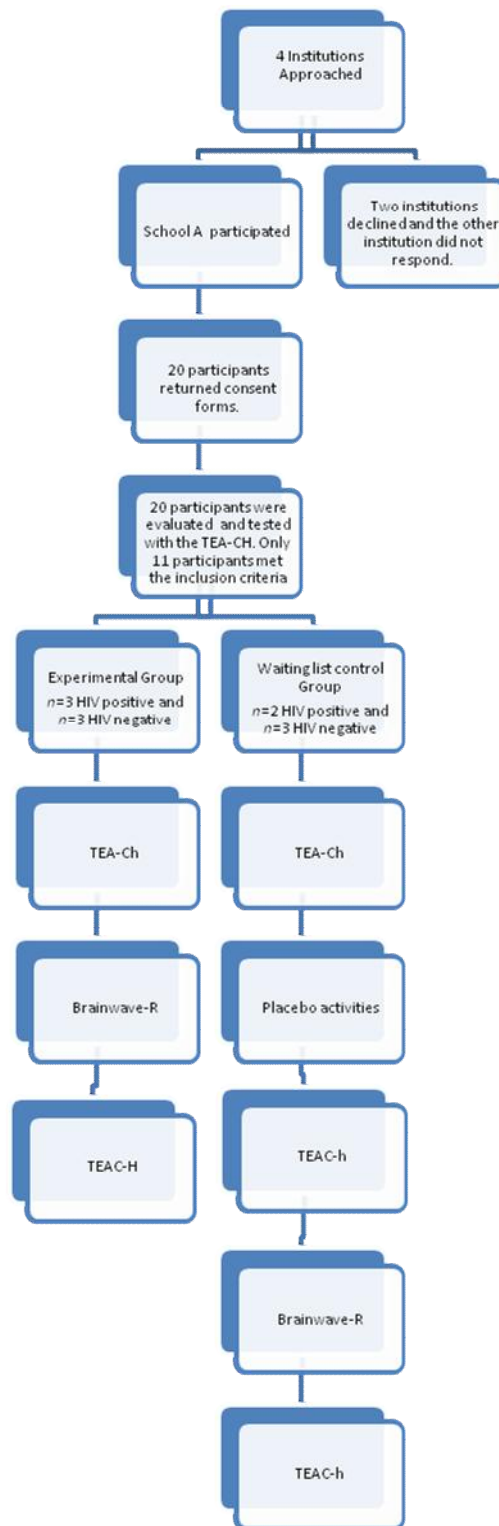 4 Institutions
Approached
School A participated
Two institutions
declined and the other
institution did not
respond.
20 participants
returned consent
forms.
20 participants were
evaluated and tested
with the TEA-CH. Only
11 participants met
the inclusion criteria
Experimental Group
n=3 HIV positive and
n=3 HIV negative
Waiting list control
Group
n=2 HIV positive and
n=3 HIV negative
TEA-Ch
TEA-Ch
Brainwave-R
Placebo activities
TEAC-H
TEAC-h
Brainwave-R
TEAC-h